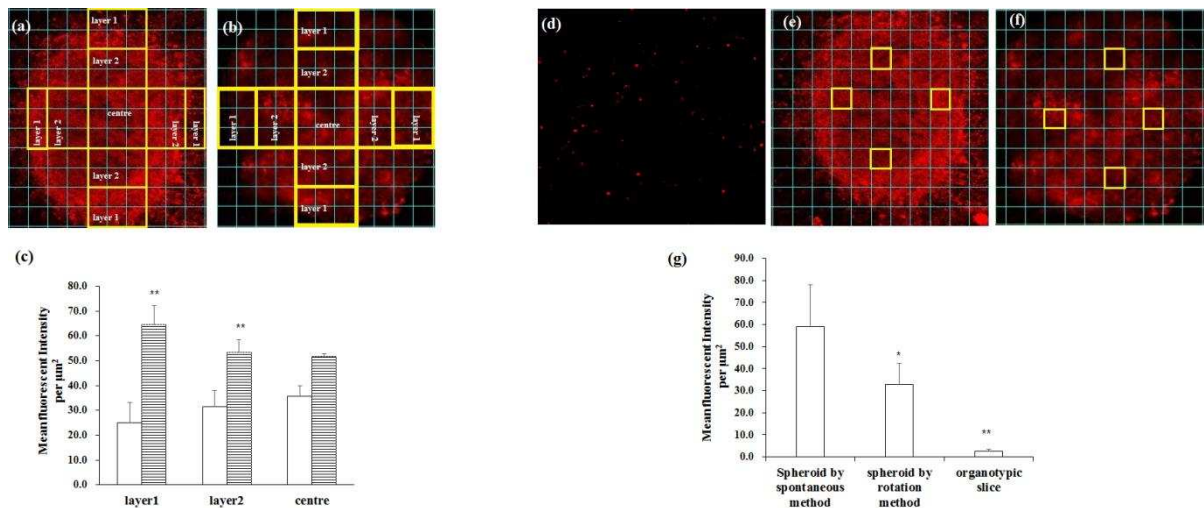 (a)
layer 1
layer 2
layer 1
layer 2
centre
layer 2
layer 1
layer 2
layer 1
(b)
layer 1
layer 2
layer 1
layer 2
centre
layer 2
layer 1
layer 2
layer 1
(c)
Meanfluorescent Intensity
per µm²
80.0
70.0
60.0
50.0
40.0
30.0
20.0
10.0
0.0
**
**
layer1
layer2
centre
(d)
(e)
(f)
(g)
Meanfluorescent Intensity
per µm²
90.0
80.0
70.0
60.0
50.0
40.0
30.0
20.0
10.0
0.0
*
**
Spheroid by
spontaneous
method
spheroid by
rotation
method
organotypic
slice